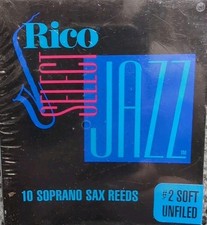 Rico
SELECT
JAZZ
10 SOPRANO SAX REEDS
#2 SOFT
UNFILED